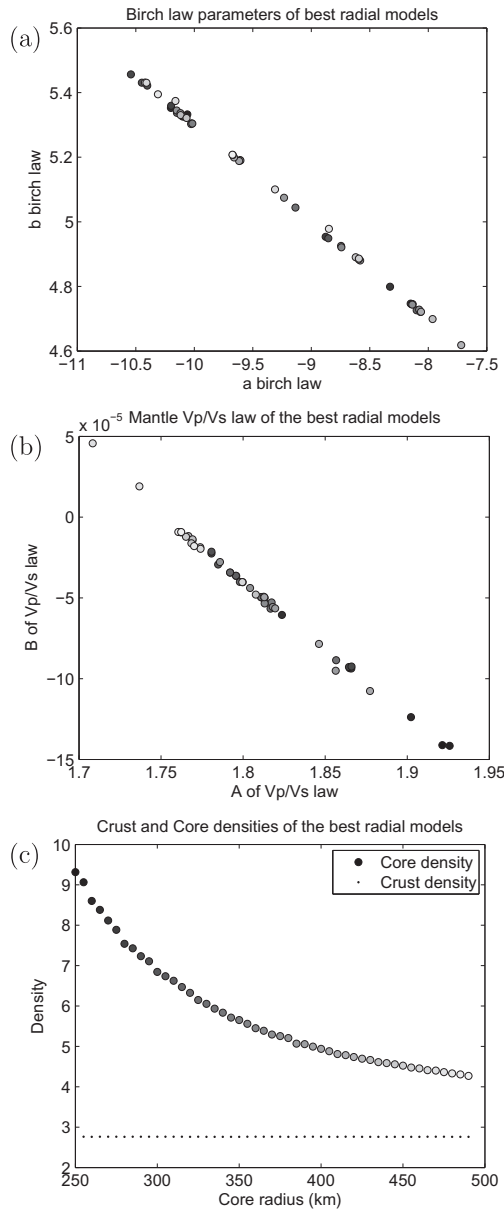 (a)
Birch law parameters of best radial models
5.6
5.4
5.2
5
4.8
4.6
b birch law
−11
−10.5
−10
−9.5
−9
−8.5
−8
−7.5
a birch law
(b)
x 10−5
Mantle Vp/Vs law of the best radial models
5
0
−5
−10
−15
B of Vp/Vs law
1.7
1.75
1.8
1.85
1.9
1.95
A of Vp/Vs law
(c)
Crust and Core densities of the best radial models
10
9
8
7
6
5
4
3
2
Density
Core density
Crust density
250
300
350
400
450
500
Core radius (km)